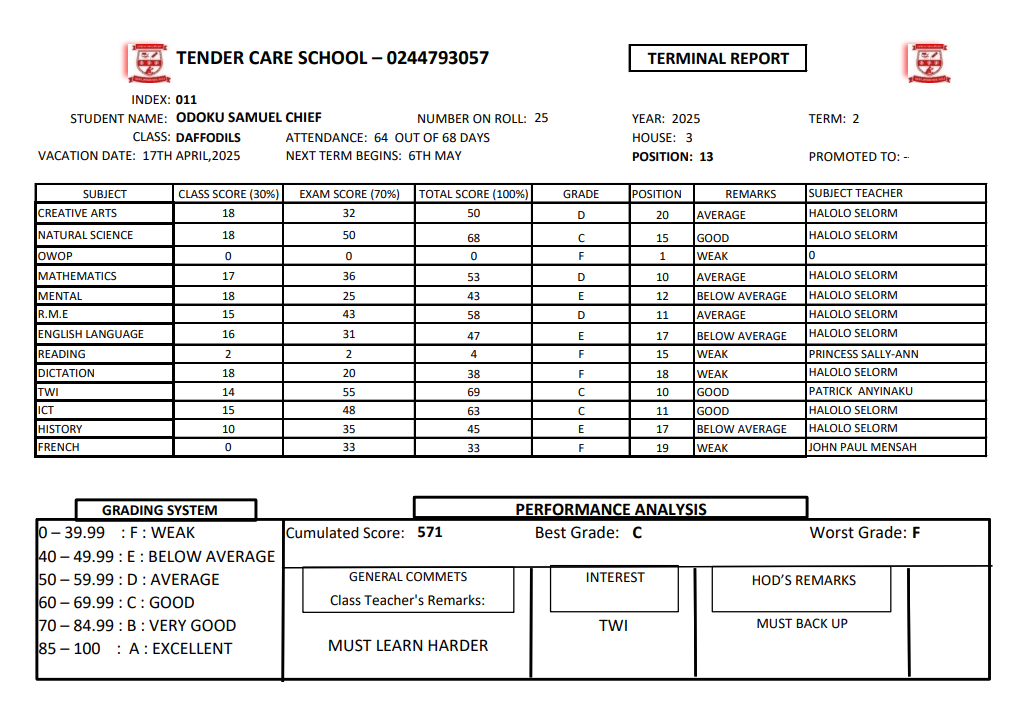 TENDER CARE SCHOOL – 0244793057 TERMINAL REPORT
INDEX: 011
STUDENT NAME: ODOKU SAMUEL CHIEF NUMBER ON ROLL: 25 YEAR: 2025 TERM: 2
CLASS: DAFFODILS ATTENDANCE: 64 OUT OF 68 DAYS HOUSE: 3
VACATION DATE: 17TH APRIL,2025 NEXT TERM BEGINS: 6TH MAY POSITION: 13 PROMOTED TO: --
SUBJECT CLASS SCORE (30%) EXAM SCORE (70%) TOTAL SCORE (100%) GRADE POSITION REMARKS SUBJECT TEACHER
CREATIVE ARTS 18 32 50 D 20 AVERAGE HALOLO SELORM
NATURAL SCIENCE 18 50 68 C 15 GOOD HALOLO SELORM
OWOP 0 0 0 F 1 WEAK 0
MATHEMATICS 17 36 53 D 10 AVERAGE HALOLO SELORM
MENTAL 18 25 43 E 12 BELOW AVERAGE HALOLO SELORM
R.M.E 15 43 58 D 11 AVERAGE HALOLO SELORM
ENGLISH LANGUAGE 16 31 47 E 17 BELOW AVERAGE HALOLO SELORM
READING 2 2 4 F 15 WEAK PRINCESS SALLY-ANN
DICTATION 18 20 38 F 18 WEAK HALOLO SELORM
TWI 14 55 69 C 10 GOOD PATRICK ANYINAKU
ICT 15 48 63 C 11 GOOD HALOLO SELORM
HISTORY 10 35 45 E 17 BELOW AVERAGE HALOLO SELORM
FRENCH 0 33 33 F 19 WEAK JOHN PAUL MENSAH
GRADING SYSTEM PERFORMANCE ANALYSIS
0 – 39.99 : F : WEAK Cumulated Score: 571 Best Grade: C Worst Grade: F
40 – 49.99 : E : BELOW AVERAGE
50 – 59.99 : D : AVERAGE GENERAL COMMETS INTEREST HOD'S REMARKS
60 – 69.99 : C : GOOD Class Teacher's Remarks:
70 – 84.99 : B : VERY GOOD TWI MUST BACK UP
85 – 100 : A : EXCELLENT MUST LEARN HARDER